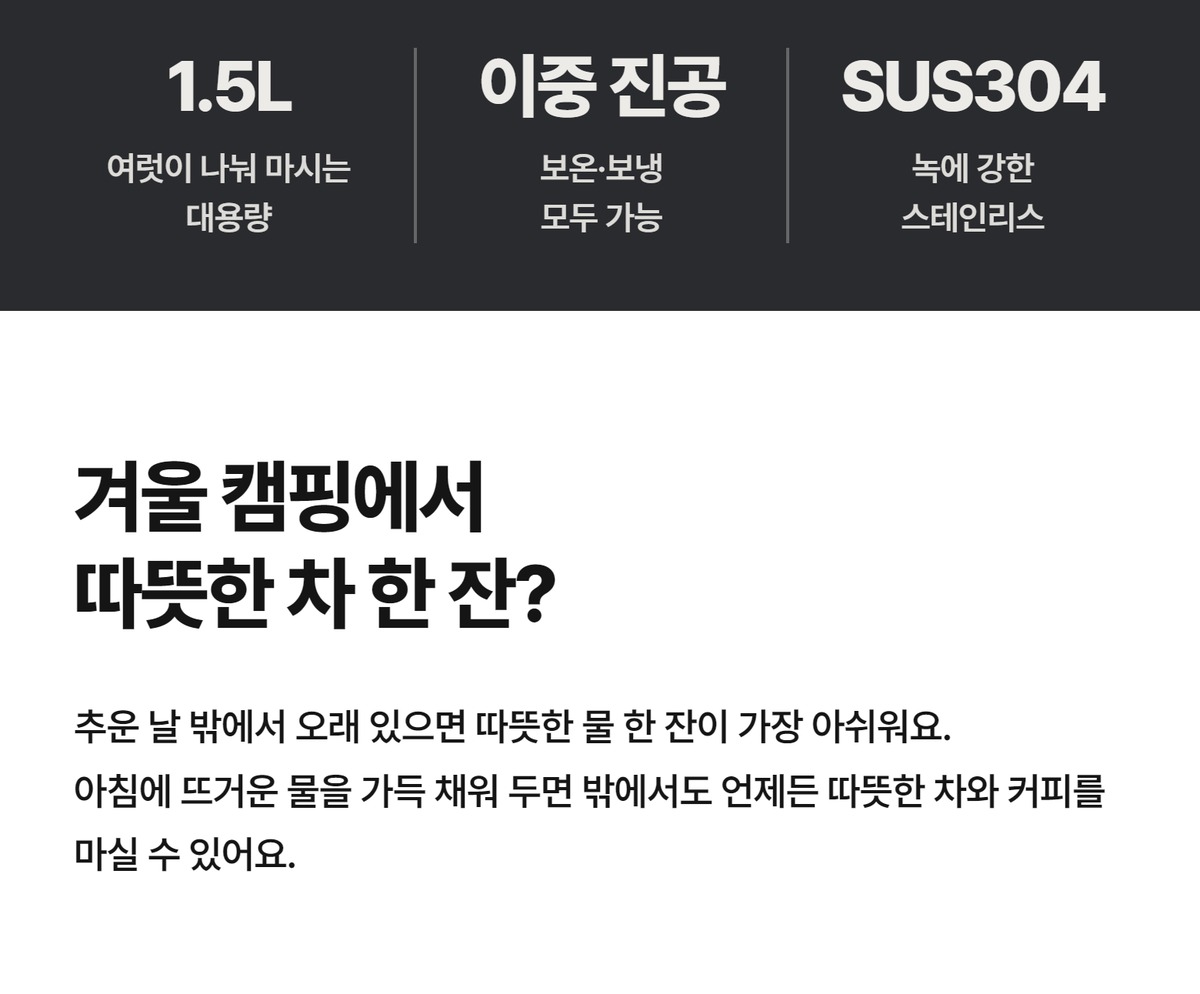 1.5L
여럿이 나눠 마시는
대용량
이중 진공
보온·보냉
모두 가능
SUS304
녹에 강한
스테인리스
겨울 캠핑에서
따뜻한 차 한 잔?
추운 날 밖에서 오래 있으면 따뜻한 물 한 잔이 가장 아쉬워요.
아침에 뜨거운 물을 가득 채워 두면 밖에서도 언제든 따뜻한 차와 커피를
마실 수 있어요.